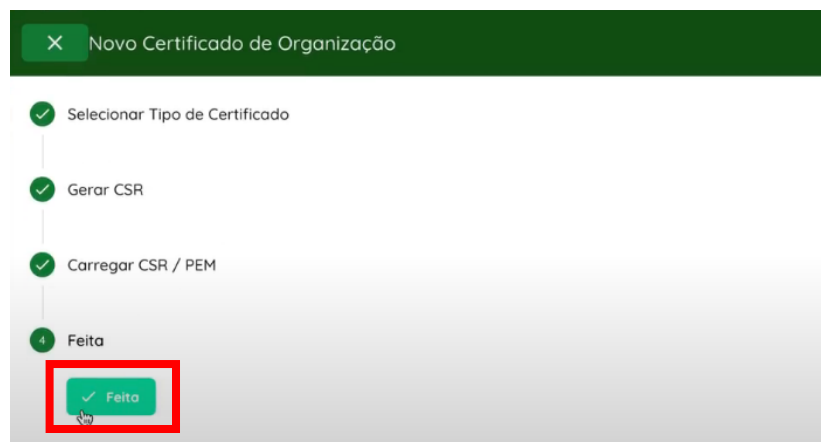 Novo Certificado de Organização
Selecionar Tipo de Certificado
Gerar CSR
Carregar CSR / PEM
4 Feita
Feita